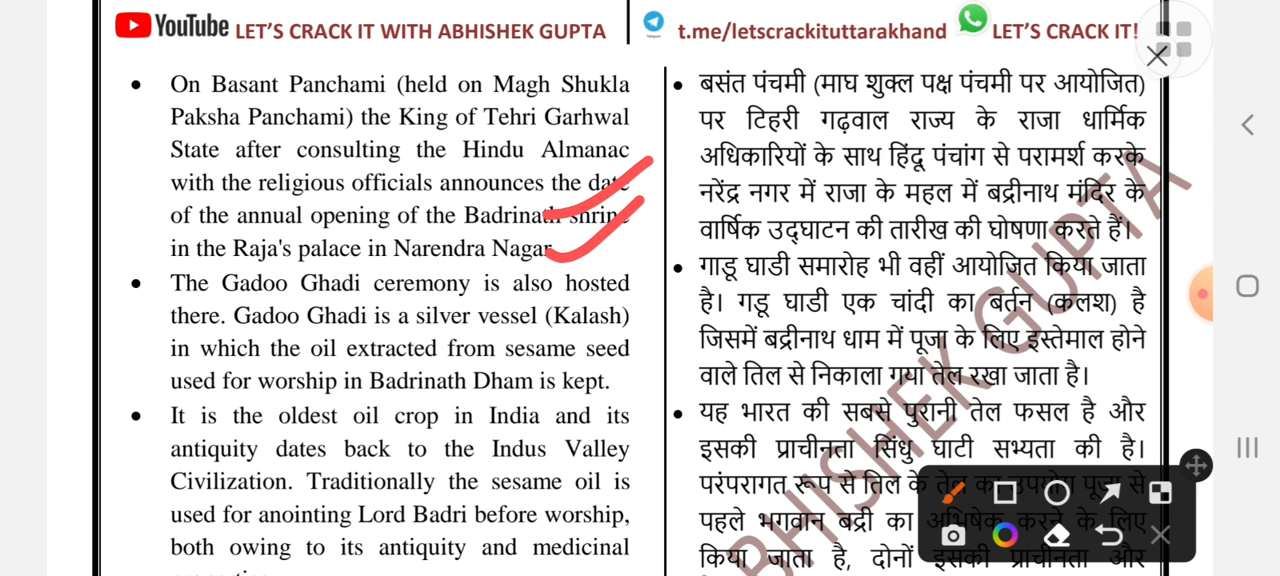 YouTube LET'S CRACK IT WITH ABHISHEK GUPTA
t.me/letscrackituttarakhand LET'S CRACK IT!
• On Basant Panchami (held on Magh Shukla
Paksha Panchami) the King of Tehri Garhwal
State after consulting the Hindu Almanac
with the religious officials announces the date
of the annual opening of the Badrinath shrine
in the Raja's palace in Narendra Nagar
• The Gadoo Ghadi ceremony is also hosted
there. Gadoo Ghadi is a silver vessel (Kalash)
in which the oil extracted from sesame seed
used for worship in Badrinath Dham is kept.
• It is the oldest oil crop in India and its
antiquity dates back to the Indus Valley
Civilization. Traditionally the sesame oil is
used for anointing Lord Badri before worship,
both owing to its antiquity and medicinal
• बसंत पंचमी (माघ शुक्ल पक्ष पंचमी पर आयोजित)
पर टिहरी गढ़वाल राज्य के राजा धार्मिक
अधिकारियों के साथ हिंदू पंचांग से परामर्श करके
नरेंद्र नगर में राजा के महल में बद्रीनाथ मंदिर के
वार्षिक उद्घाटन की तारीख की घोषणा करते हैं।
• गाडू घाडी समारोह भी वहीं आयोजित किया जाता
है। गडू घाडी एक चांदी का बर्तन (कलश) है
जिसमें बद्रीनाथ धाम में पूजा के लिए इस्तेमाल होने
वाले तिल से निकाला गया तेल रखा जाता है।
• यह भारत की सबसे पुरानी तेल फसल है और
इसकी प्राचीनता सिंधु घाटी सभ्यता की है।
परंपरागत रूप से तिल के तेल का उपयोग पूजा से
पहले भगवान बद्री का अभिषेक करने के लिए
किया जाता है, दोनों इसकी प्राचीनता और
BHISHEK GUPTA